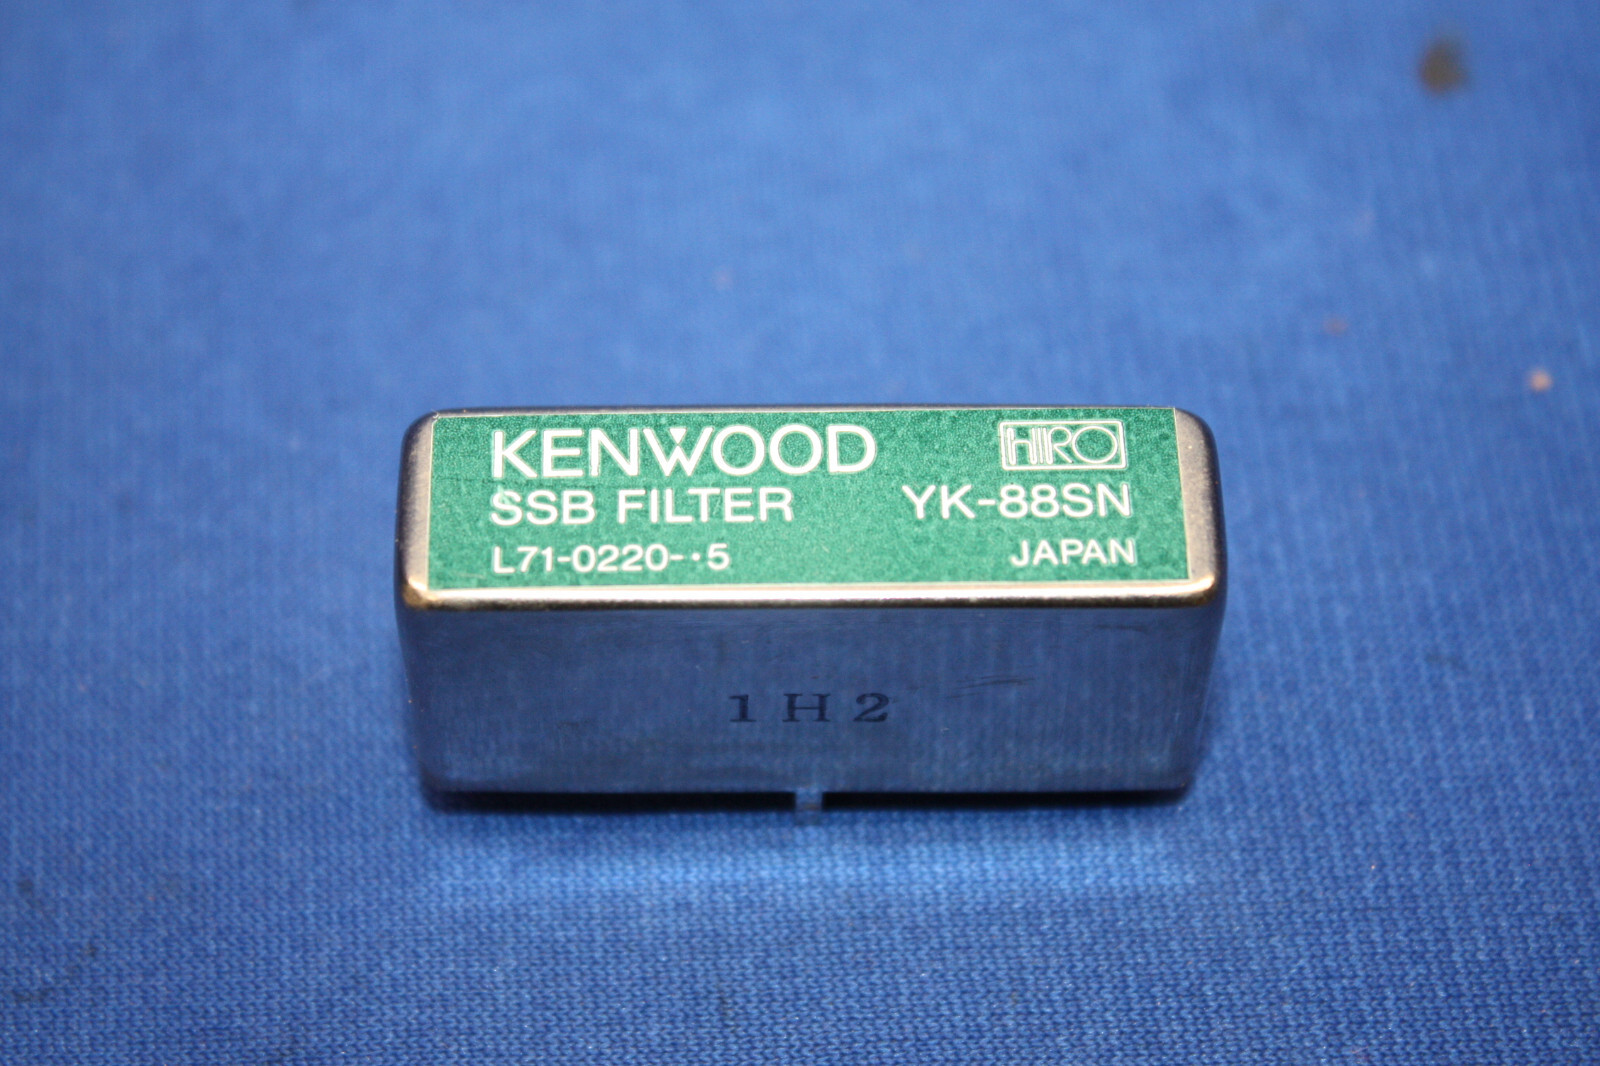 KENWOOD HIRO
SSB FILTER YK-88SN
L71-0220-·5 JAPAN
1H2